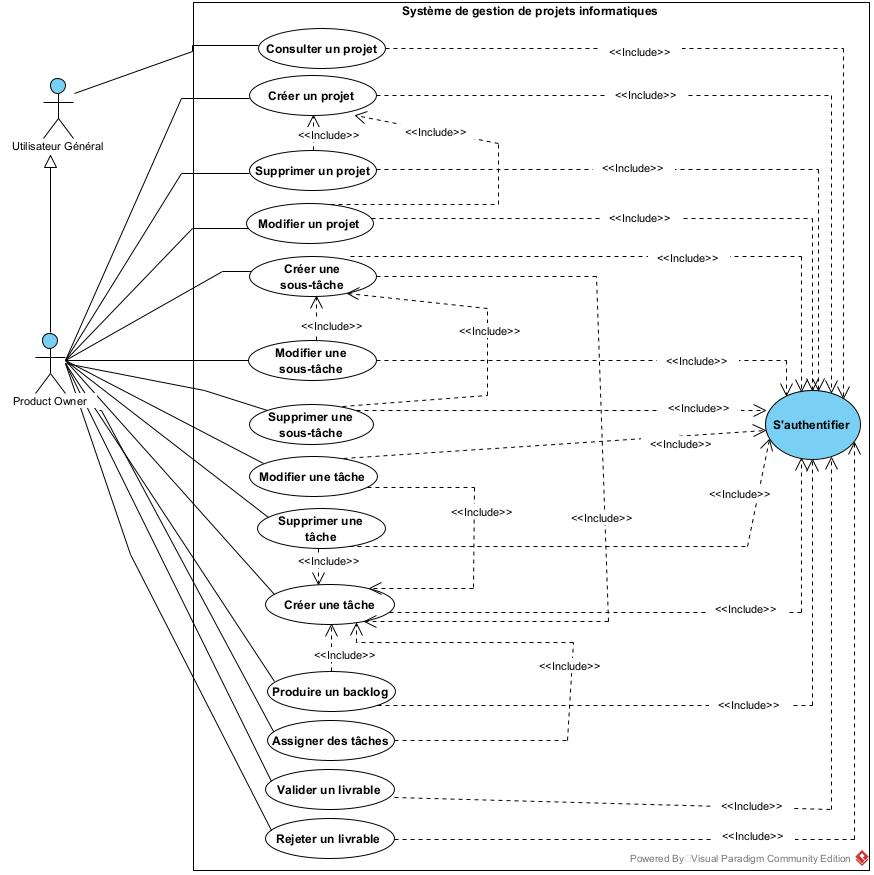 Système de gestion de projets informatiques
Consulter un projet
<<Include>>
Créer un projet
<<Include>>
<<Include>>
<<Include>>
Utilisateur Général
Supprimer un projet
<<Include>>
Modifier un projet
<<Include>>
Créer une
sous-tâche
<<Include>>
<<Include>>
<<Include>>
Modifier une
sous-tâche
<<Include>>
Product Owner
Supprimer une
sous-tâche
<<Include>>
S'authentifier
<<Include>>
Modifier une tâche
<<Include>>
<<Include>>
<<Include>>
Supprimer une
tâche
<<Include>>
Créer une tâche
<<Include>>
<<Include>>
<<Include>>
Produire un backlog
<<Include>>
Assigner des tâches
Valider un livrable
<<Include>>
Rejeter un livrable
<<Include>>
Powered By Visual Paradigm Community Edition